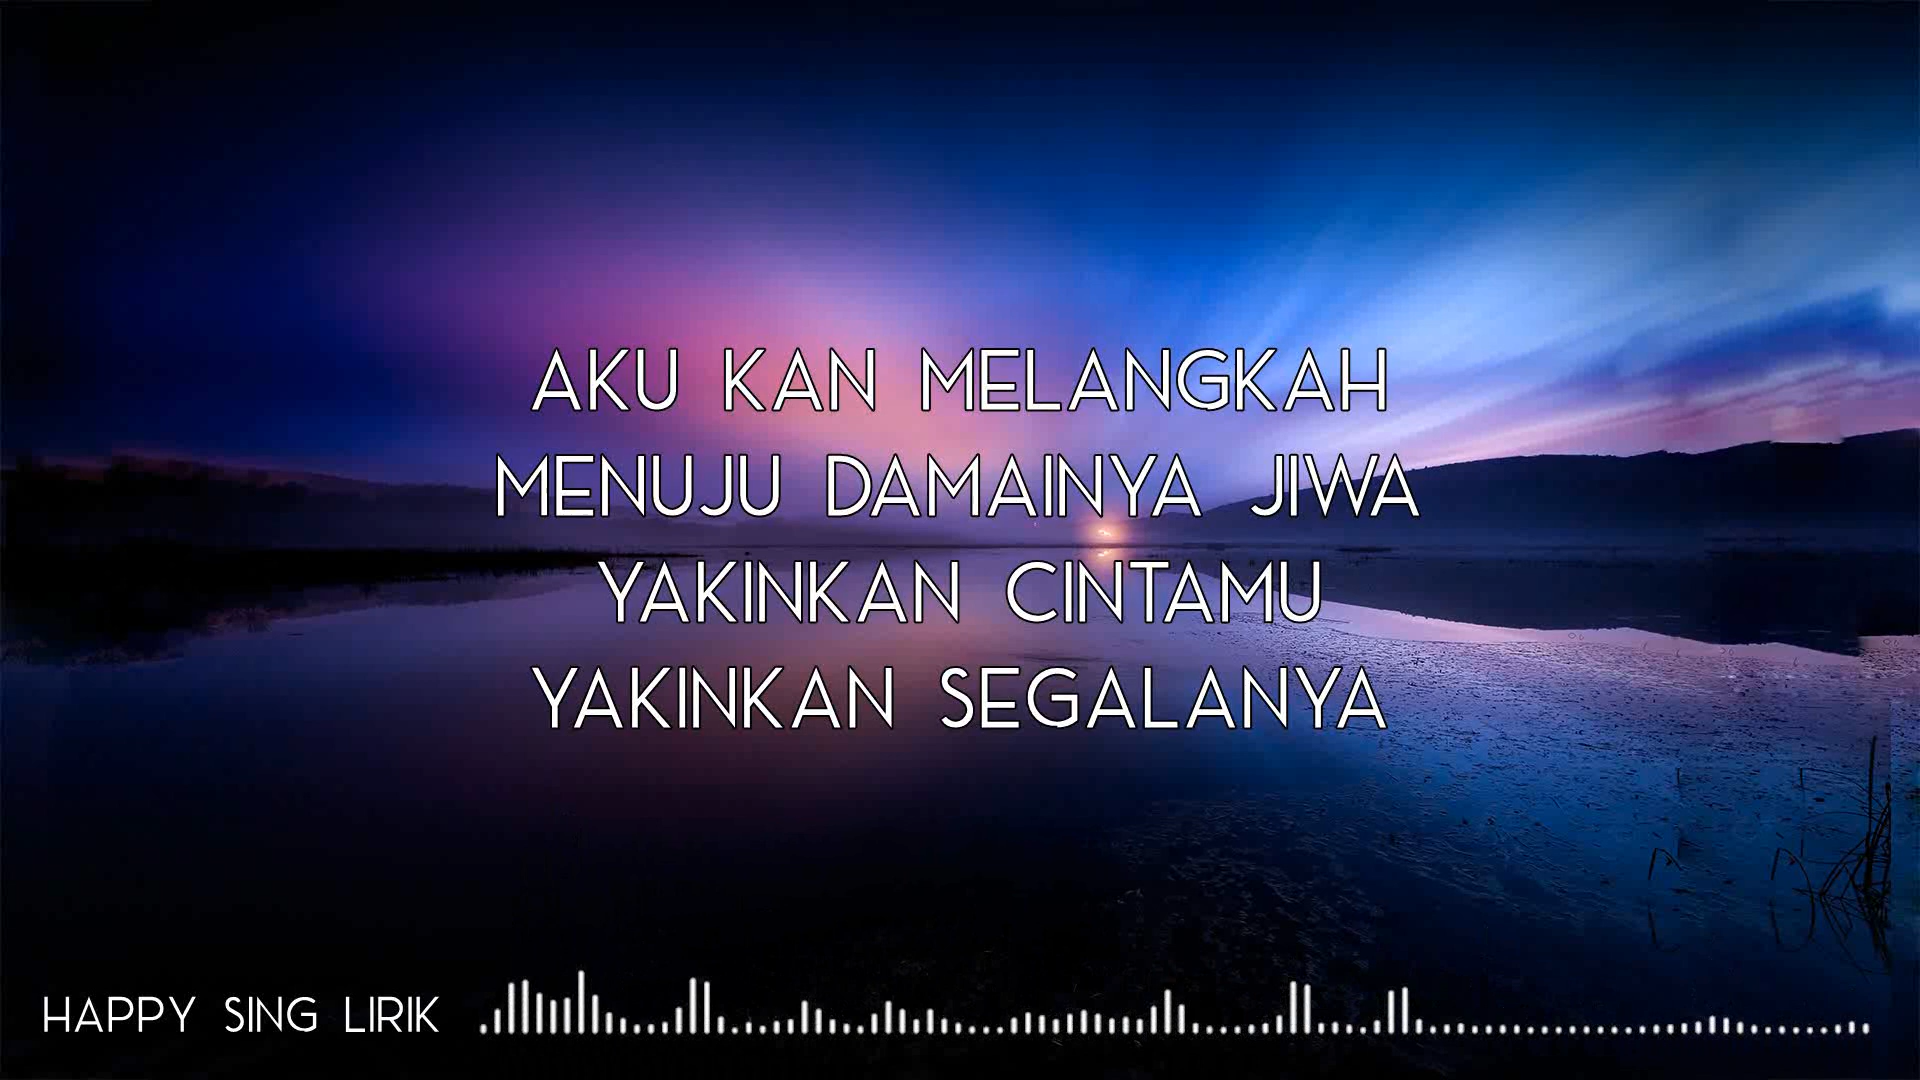 AKU KAN MELANGKAH
MENUJU DAMAINYA JIWA
YAKINKAN CINTAMU
YAKINKAN SEGALANYA
HAPPY SING LIRIK